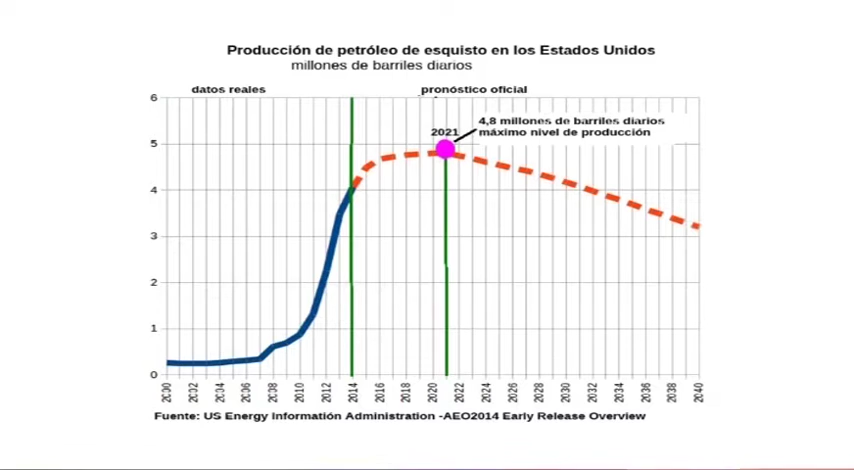 Producción de petróleo de esquisto en los Estados Unidos
millones de barriles diarios
datos reales
pronóstico oficial
4,8 millones de barriles diarios
2021
máximo nivel de producción
6
5
4
3
2
1
0
2000 2002 2004 2006 2008 2010 2012 2014 2016 2018 2020 2022 2024 2026 2028 2030 2032 2034 2036 2038 2040
Fuente: US Energy Informatión Administration -AEO2014 Early Release Overview